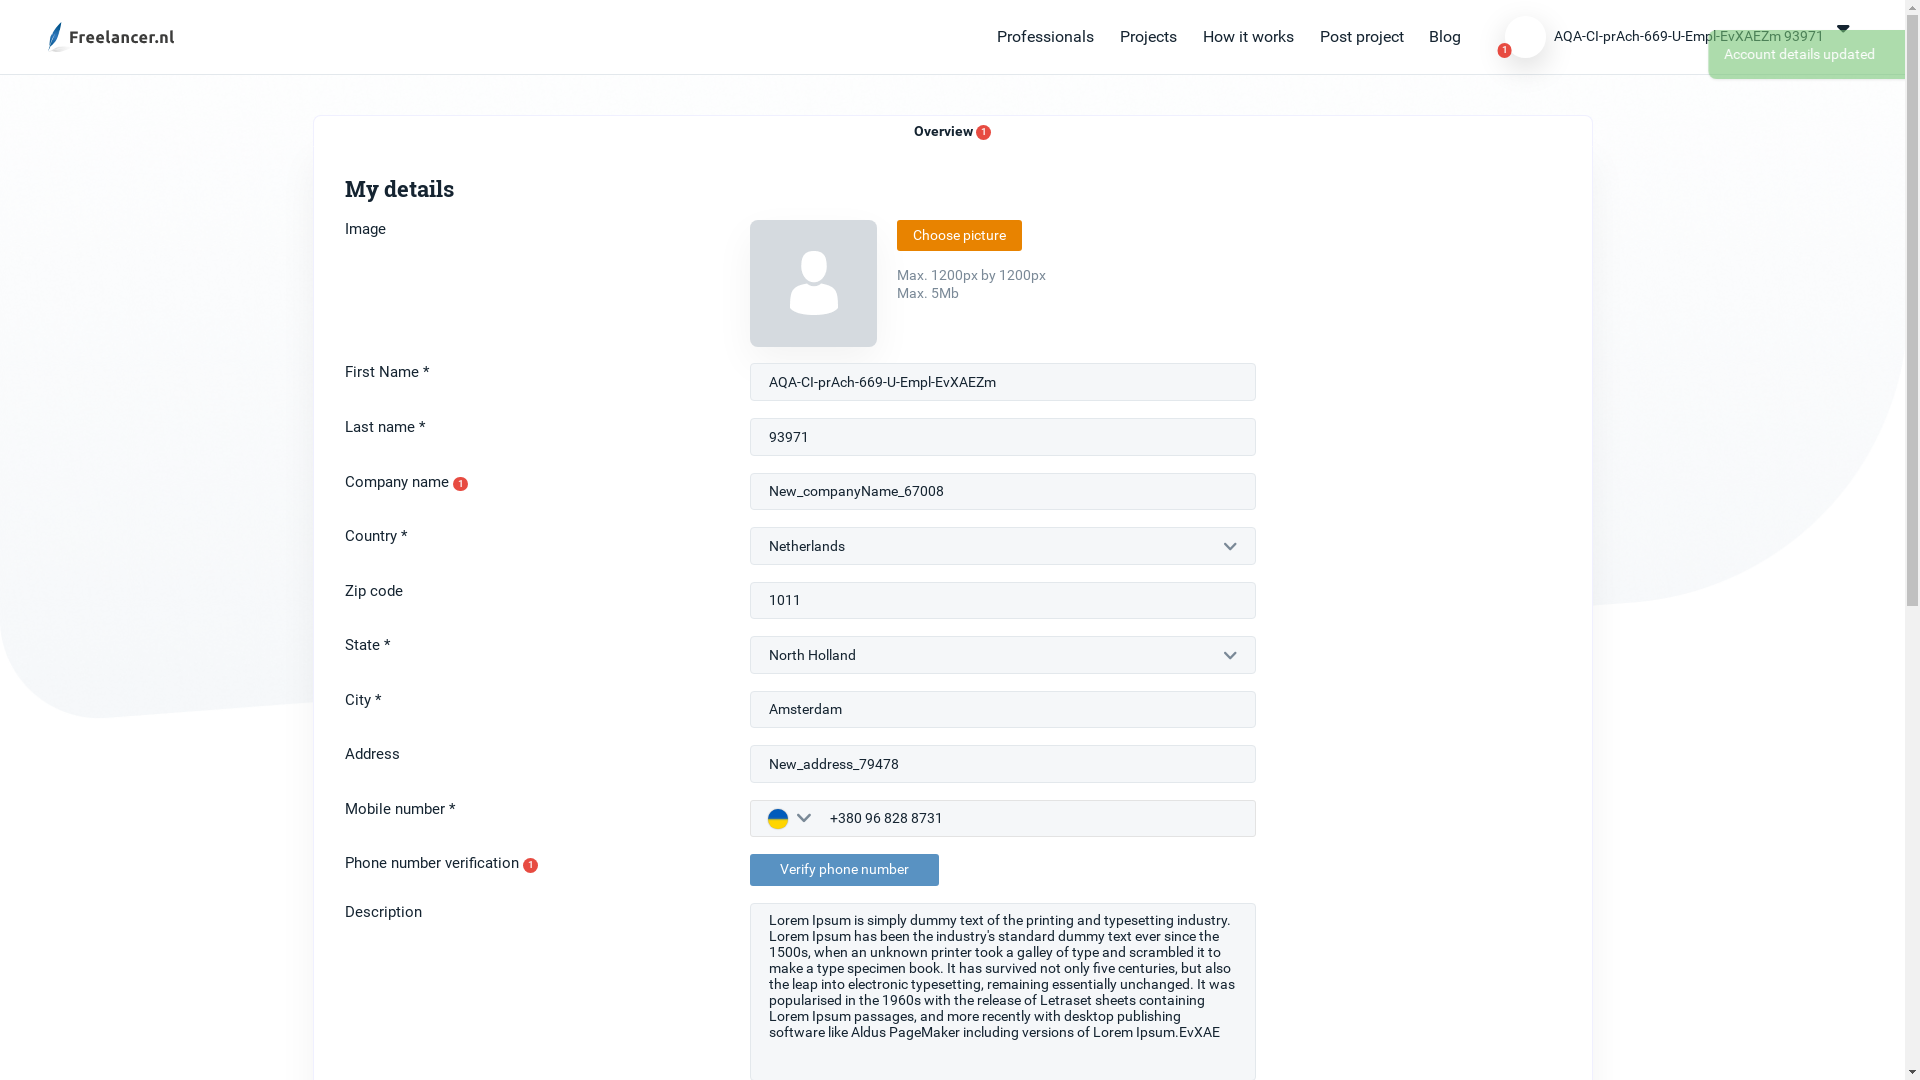 Freelancer.nl
Professionals
Projects
How it works
Post project
Blog
1
AQA-CI-prAch-669-U-Empl-EvXAEZm 93971
Account details updated
Overview 1
My details
Image
Choose picture
Max. 1200px by 1200px
Max. 5Mb
First Name *
AQA-CI-prAch-669-U-Empl-EvXAEZm
Last name *
93971
Company name 1
New_companyName_67008
Country *
Netherlands
Zip code
1011
State *
North Holland
City *
Amsterdam
Address
New_address_79478
Mobile number *
+380 96 828 8731
Phone number verification 1
Verify phone number
Description
Lorem Ipsum is simply dummy text of the printing and typesetting industry.
Lorem Ipsum has been the industry's standard dummy text ever since the
1500s, when an unknown printer took a galley of type and scrambled it to
make a type specimen book. It has survived not only five centuries, but also
the leap into electronic typesetting, remaining essentially unchanged. It was
popularised in the 1960s with the release of Letraset sheets containing
Lorem Ipsum passages, and more recently with desktop publishing
software like Aldus PageMaker including versions of Lorem Ipsum.EvXAE